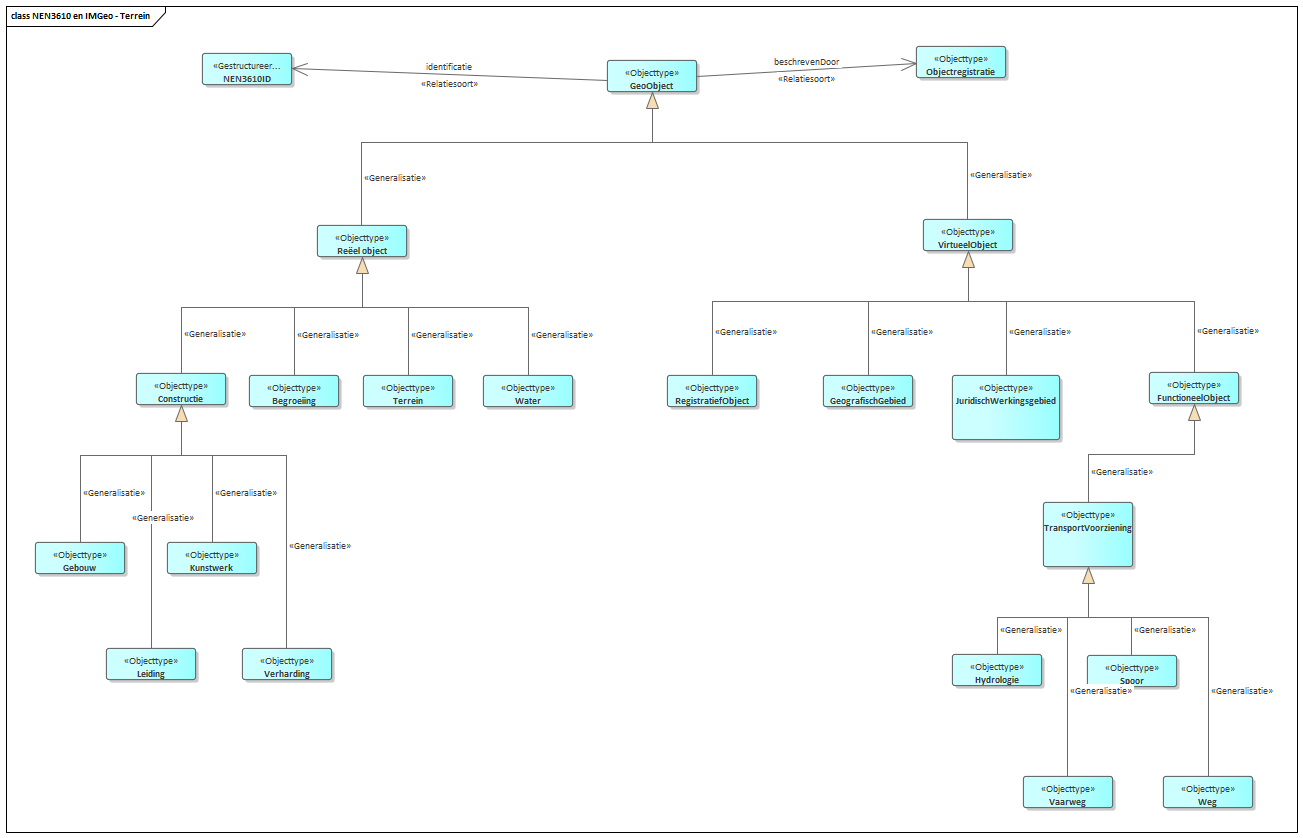 class NEN3610 en IMGeo - Terrein
«Gestructureer...
NEN3610ID
identificatie
«Relatiesoort»
«Objecttype»
GeoObject
beschrevenDoor
«Relatiesoort»
«Objecttype»
Objectregistratie
«Generalisatie»
«Generalisatie»
«Objecttype»
Reëel object
«Objecttype»
VirtueelObject
«Generalisatie»
«Generalisatie»
«Generalisatie»
«Generalisatie»
«Generalisatie»
«Generalisatie»
«Generalisatie»
«Generalisatie»
«Objecttype»
Constructie
«Objecttype»
Begroeiing
«Objecttype»
Terrein
«Objecttype»
Water
«Objecttype»
RegistratiefObject
«Objecttype»
GeografischGebied
«Objecttype»
JuridischWerkingsgebied
«Objecttype»
FunctioneelObject
«Generalisatie»
«Generalisatie»
«Generalisatie»
«Generalisatie»
«Generalisatie»
«Objecttype»
TransportVoorziening
«Objecttype»
Gebouw
«Objecttype»
Kunstwerk
«Objecttype»
Leiding
«Objecttype»
Verharding
«Generalisatie»
«Generalisatie»
«Objecttype»
Hydrologie
«Objecttype»
Spoor
«Generalisatie»
«Generalisatie»
«Objecttype»
Vaarweg
«Objecttype»
Weg